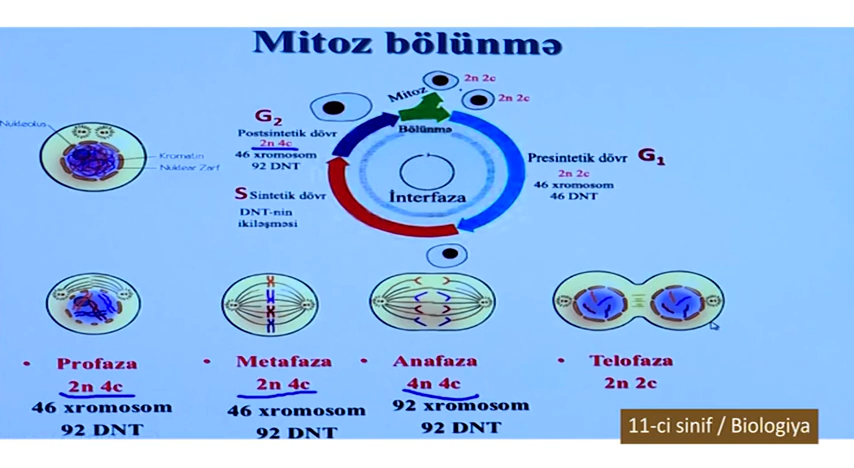 Mitoz bölünmə
2n 2c
2n 2c
Mitoz
Bölünmə
G2
Postsintetik dövr
2n 4c
46 xromosom
92 DNT
Presintetik dövr G1
2n 2c
46 xromosom
46 DNT
S Sintetik dövr
DNT-nin
ikiləşməsi
İnterfaza
Nukleolus
Kromatin
Nuklear Zarf
• Profaza
2n 4c
46 xromosom
92 DNT
• Metafaza
2n 4c
46 xromosom
92 DNT
• Anafaza
4n 4c
92 xromosom
92 DNT
• Telofaza
2n 2c
11-ci sinif / Biologiya